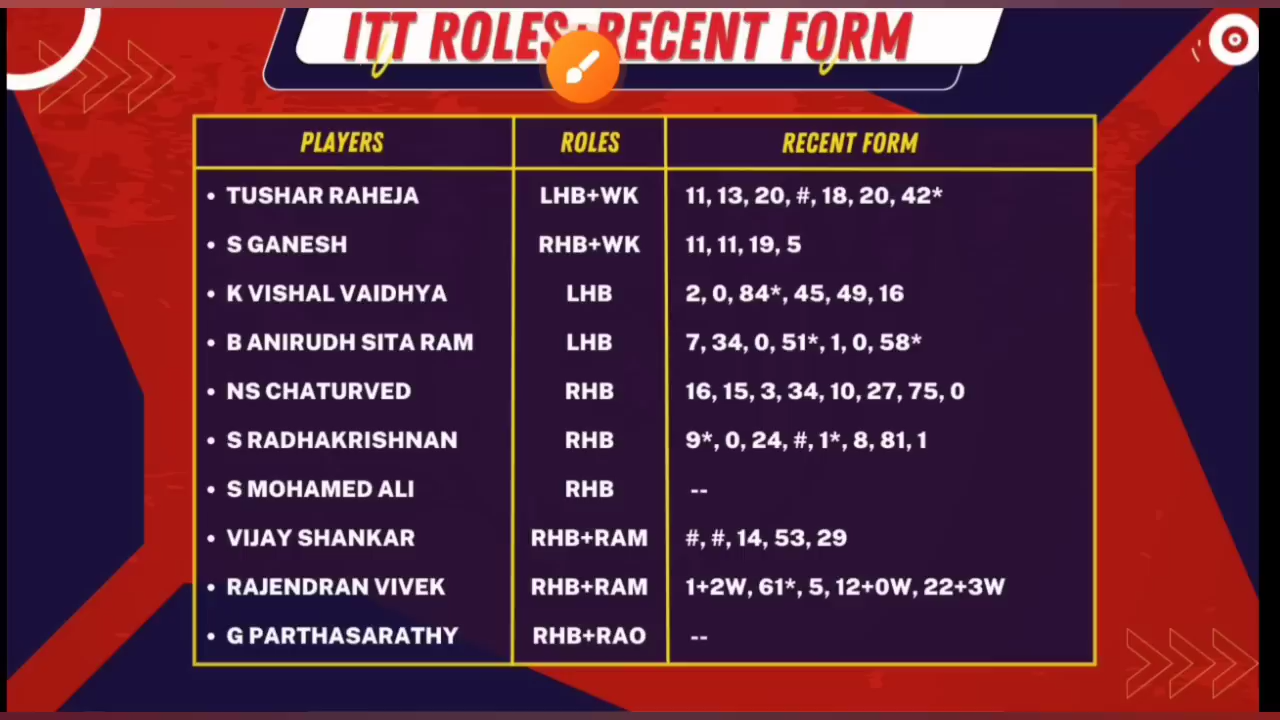 ITT ROLES+RECENT FORM
PLAYERS ROLES RECENT FORM
• TUSHAR RAHEJA LHB+WK 11, 13, 20, #, 18, 20, 42*
• S GANESH RHB+WK 11, 11, 19, 5
• K VISHAL VAIDHYA LHB 2, 0, 84*, 45, 49, 16
• B ANIRUDH SITA RAM LHB 7, 34, 0, 51*, 1, 0, 58*
• NS CHATURVED RHB 16, 15, 3, 34, 10, 27, 75, 0
• S RADHAKRISHNAN RHB 9*, 0, 24, #, 1*, 8, 81, 1
• S MOHAMED ALI RHB --
• VIJAY SHANKAR RHB+RAM #, #, 14, 53, 29
• RAJENDRAN VIVEK RHB+RAM 1+2W, 61*, 5, 12+0W, 22+3W
• G PARTHASARATHY RHB+RAO --